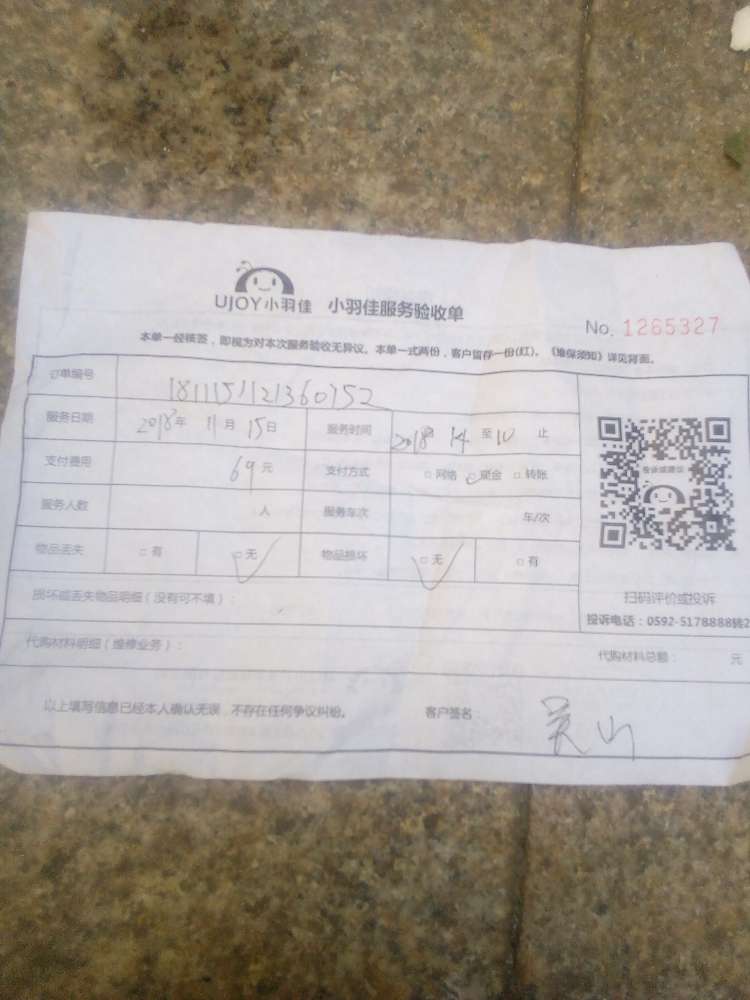 UJOY小羽佳 小羽佳服务验收单
No. 1265327
本单一经核签，即视为对本次服务验收无异议。本单一式两份，客户留存一份(红)。《维保须知》详见背面。
订单编号 1811151121360752
服务日期 2018年 11月 15日 服务时间 2018 14 至 10 止
支付费用 69元 支付方式 □网络 □现金 □转账
服务人数 人 服务车次 车/次
物品丢失 □有 □无 物品损坏 □无 □有
投诉或建议
扫码评价或投诉
投诉电话：0592-5178888转2
损坏或丢失物品明细（没有可不填）：
代购材料明细（维修业务）： 代购材料总额： 元
以上填写信息已经本人确认无误，不存在任何争议纠纷。 客户签名